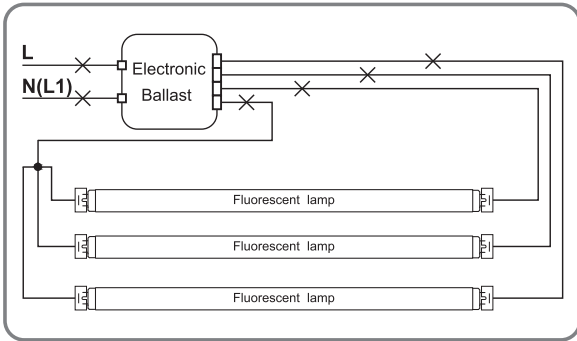 L
N(L1)
Electronic
Ballast
Fluorescent lamp
Fluorescent lamp
Fluorescent lamp